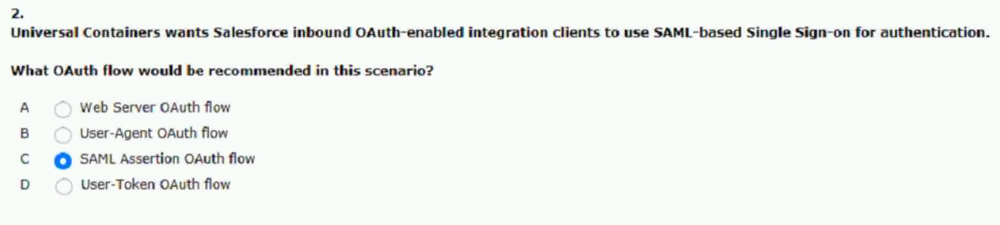 2.
Universal Containers wants Salesforce inbound OAuth-enabled integration clients to use SAML-based Single Sign-on for authentication.
What OAuth flow would be recommended in this scenario?
A Web Server OAuth flow
B User-Agent OAuth flow
C SAML Assertion OAuth flow
D User-Token OAuth flow